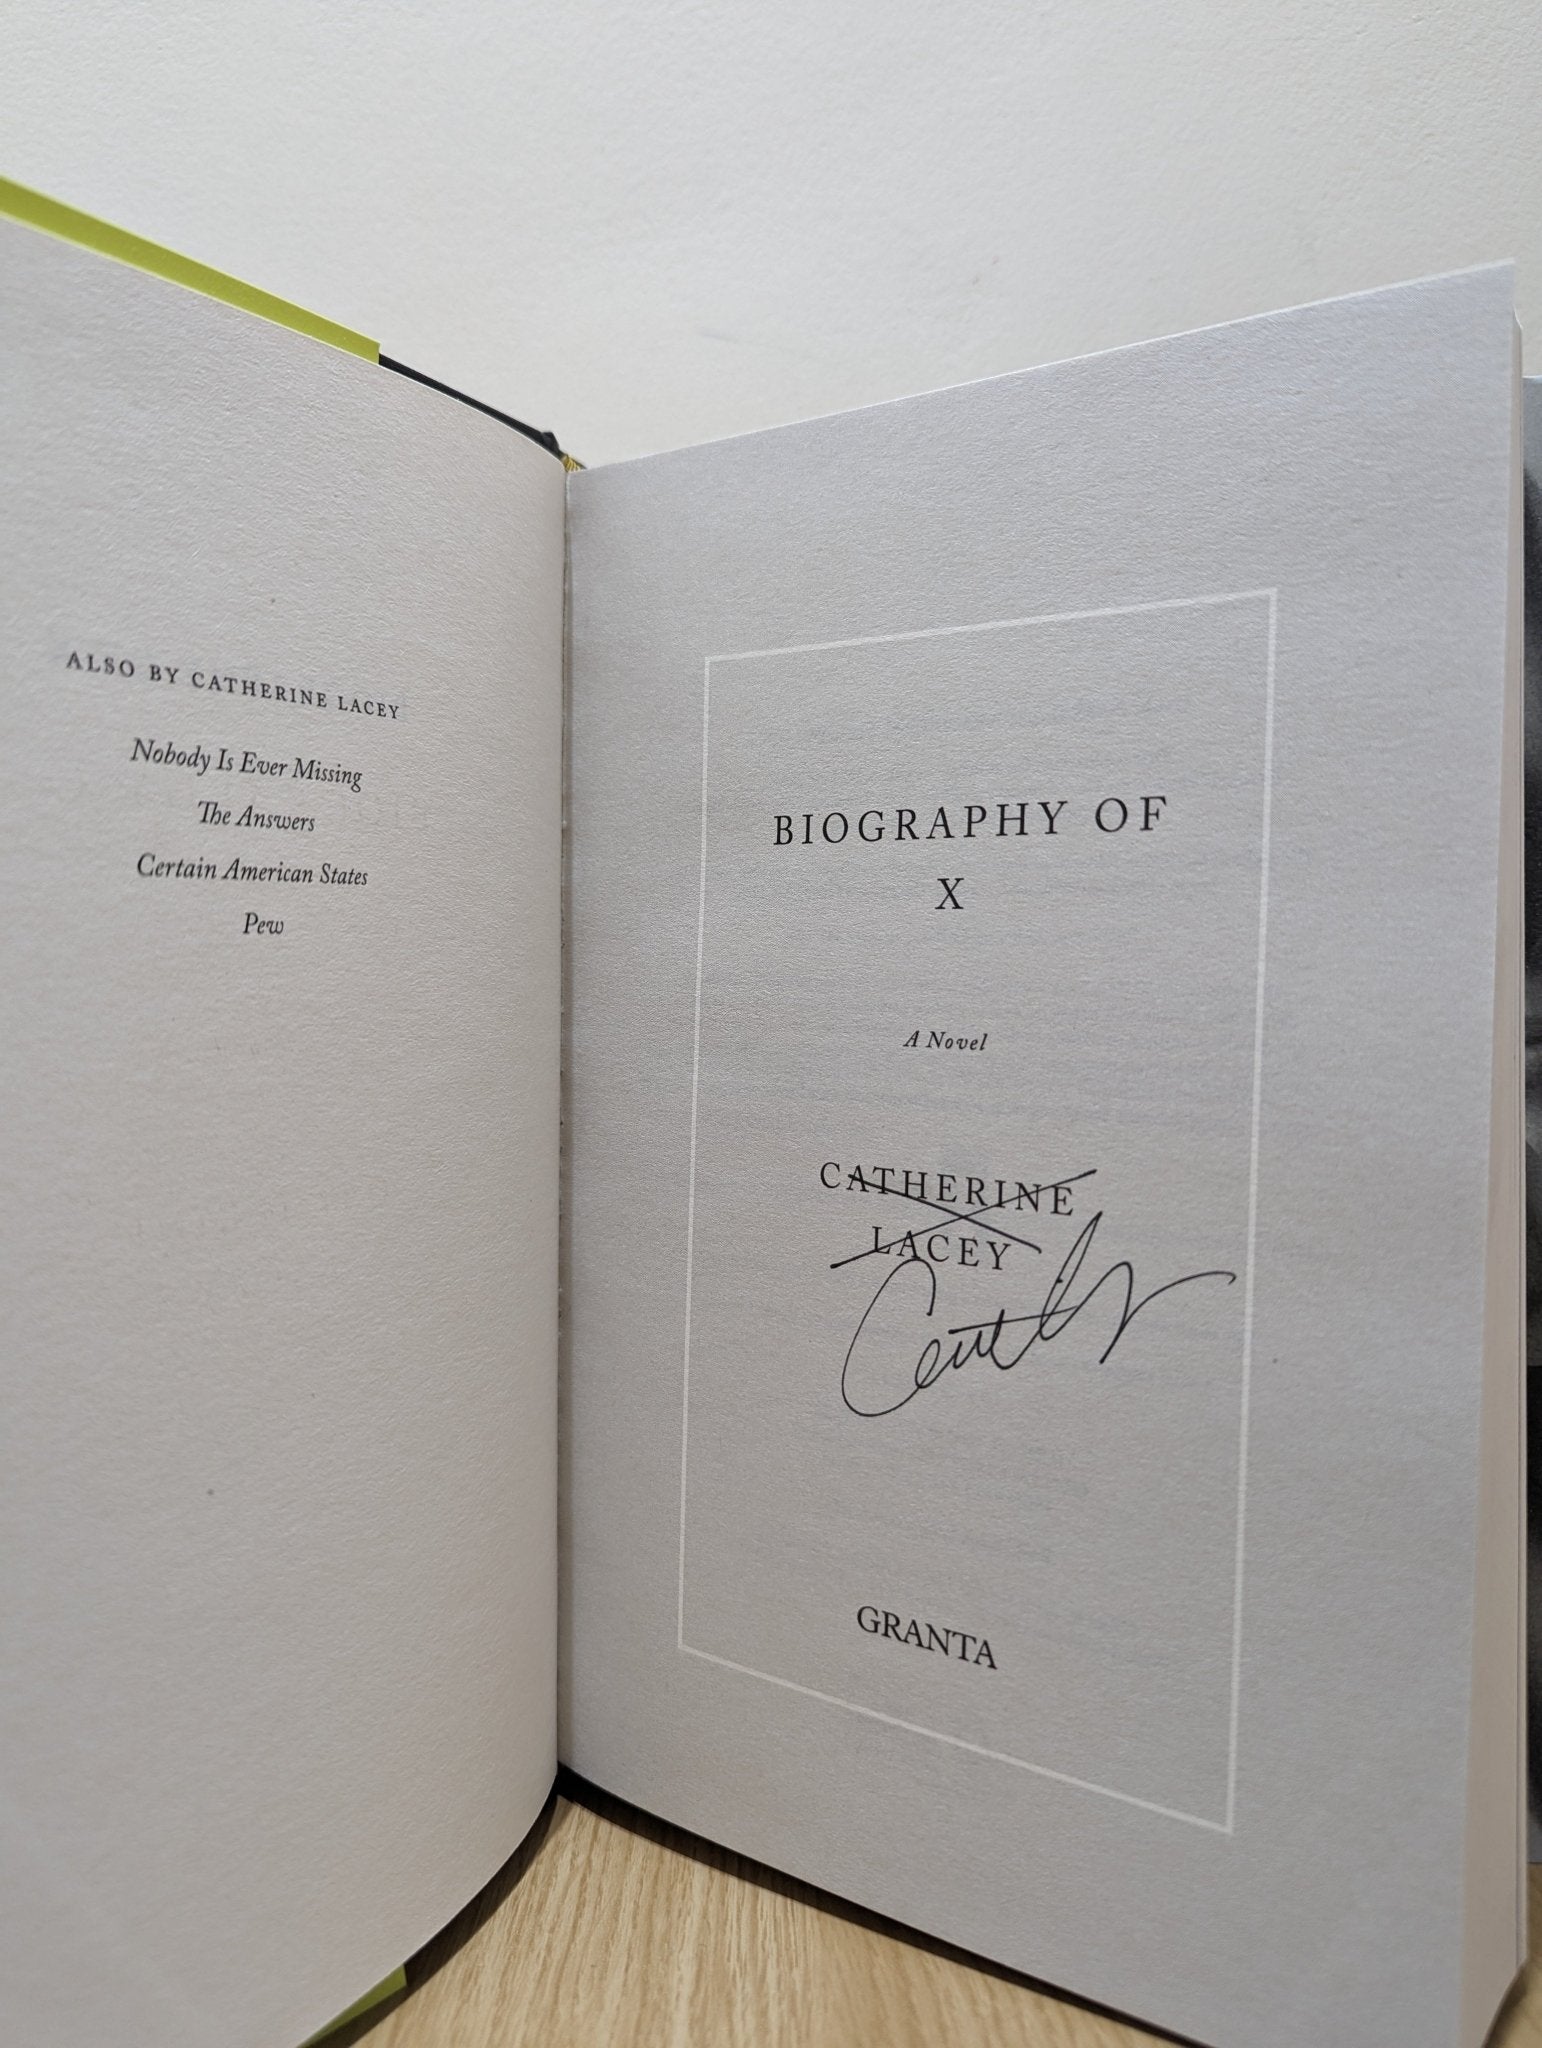 ALSO BY CATHERINE LACEY
Nobody Is Ever Missing
The Answers
Certain American States
Pew
BIOGRAPHY OF
X
A Novel
CATHERINE
LACEY
GRANTA